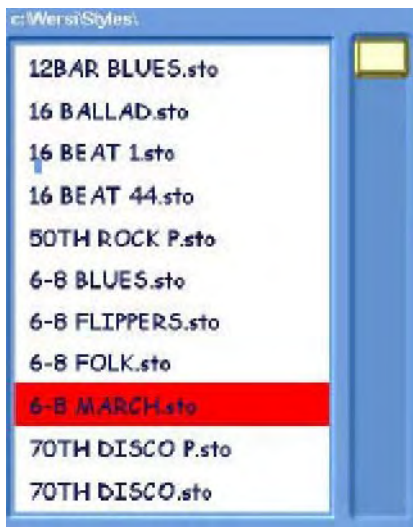 c:\Wersi\Styles\
12BAR BLUES.sto
16 BALLAD.sto
16 BEAT 1.sto
16 BEAT 44.sto
50TH ROCK P.sto
6-8 BLUES.sto
6-8 FLIPPERS.sto
6-8 FOLK.sto
6-8 MARCH.sto
70TH DISCO P.sto
70TH DISCO.sto